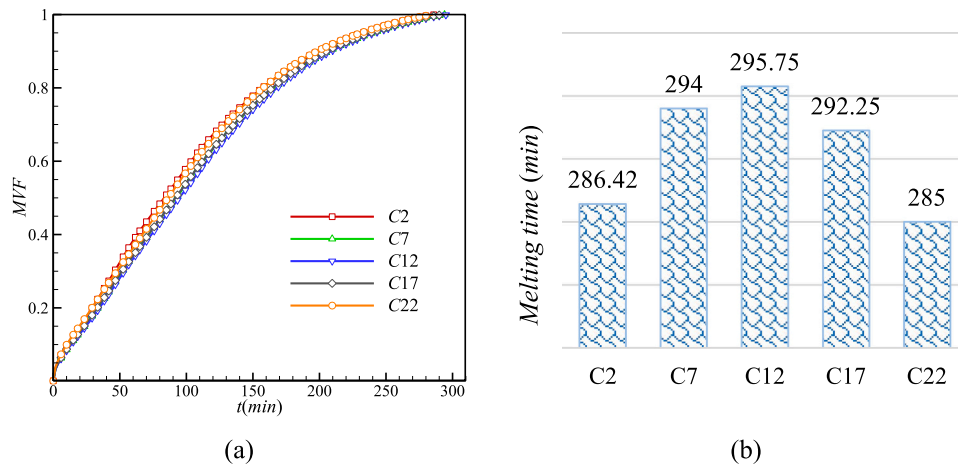 1
0.8
0.6
0.4
0.2
0
50
100
150
200
250
300
MVF
t(min)
C2
C7
C12
C17
C22
(a)
Melting time (min)
286.42
294
295.75
292.25
285
C2
C7
C12
C17
C22
(b)